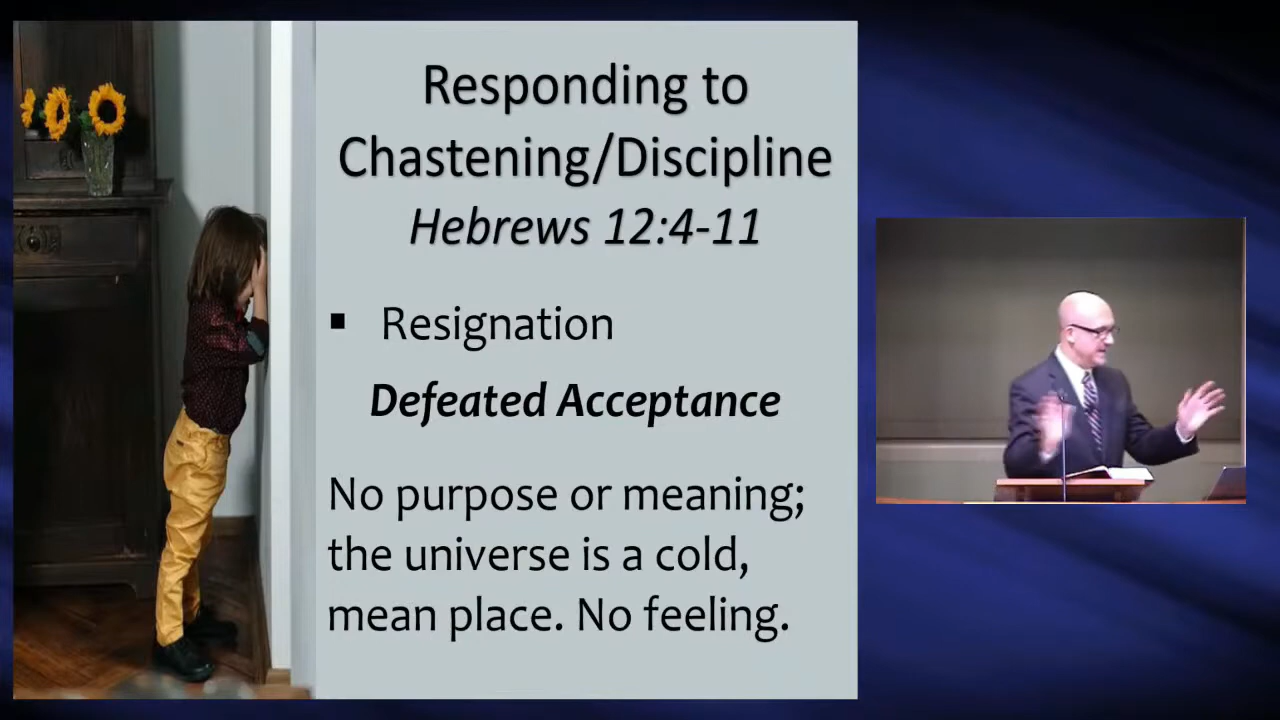 Responding to
Chastening/Discipline
Hebrews 12:4-11
▪ Resignation
Defeated Acceptance
No purpose or meaning;
the universe is a cold,
mean place. No feeling.